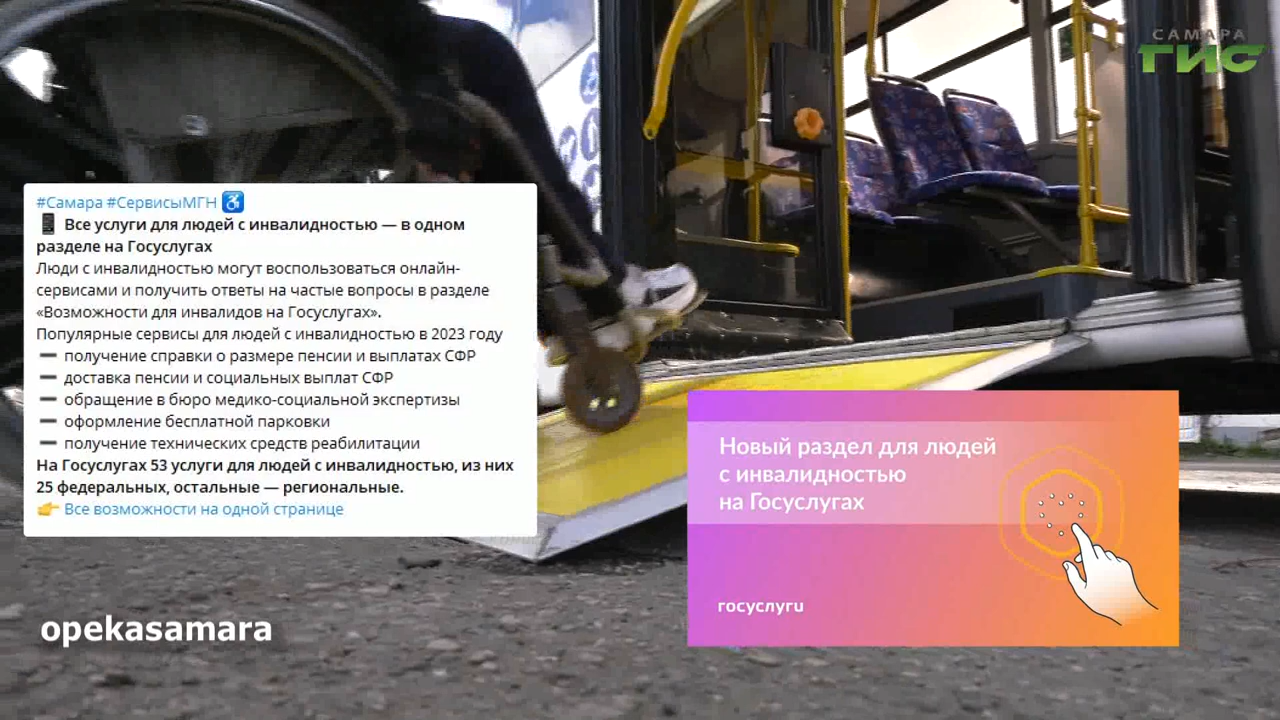 САМАРА
ГИС
#Самара #СервисыМГН
Все услуги для людей с инвалидностью — в одном
разделе на Госуслугах
Люди с инвалидностью могут воспользоваться онлайн-
сервисами и получить ответы на частые вопросы в разделе
«Возможности для инвалидов на Госуслугах».
Популярные сервисы для людей с инвалидностью в 2023 году
➖ получение справки о размере пенсии и выплатах СФР
➖ доставка пенсии и социальных выплат СФР
➖ обращение в бюро медико-социальной экспертизы
➖ оформление бесплатной парковки
➖ получение технических средств реабилитации
На Госуслугах 53 услуги для людей с инвалидностью, из них
25 федеральных, остальные — региональные.
Все возможности на одной странице
Новый раздел для людей
с инвалидностью
на Госуслугах
госуслуги
opekasamara